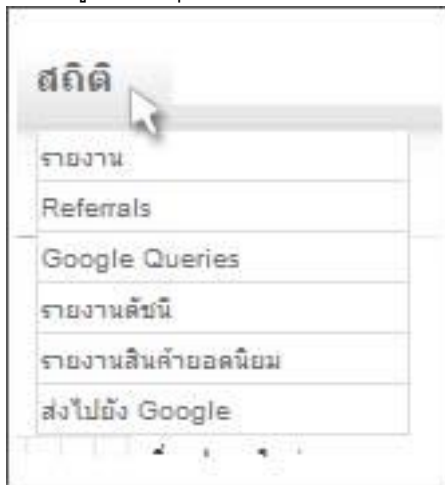 สถิติ
รายงาน
Referrals
Google Queries
รายงานดัชนี
รายงานสินค้ายอดนิยม
ส่งไปยัง Google